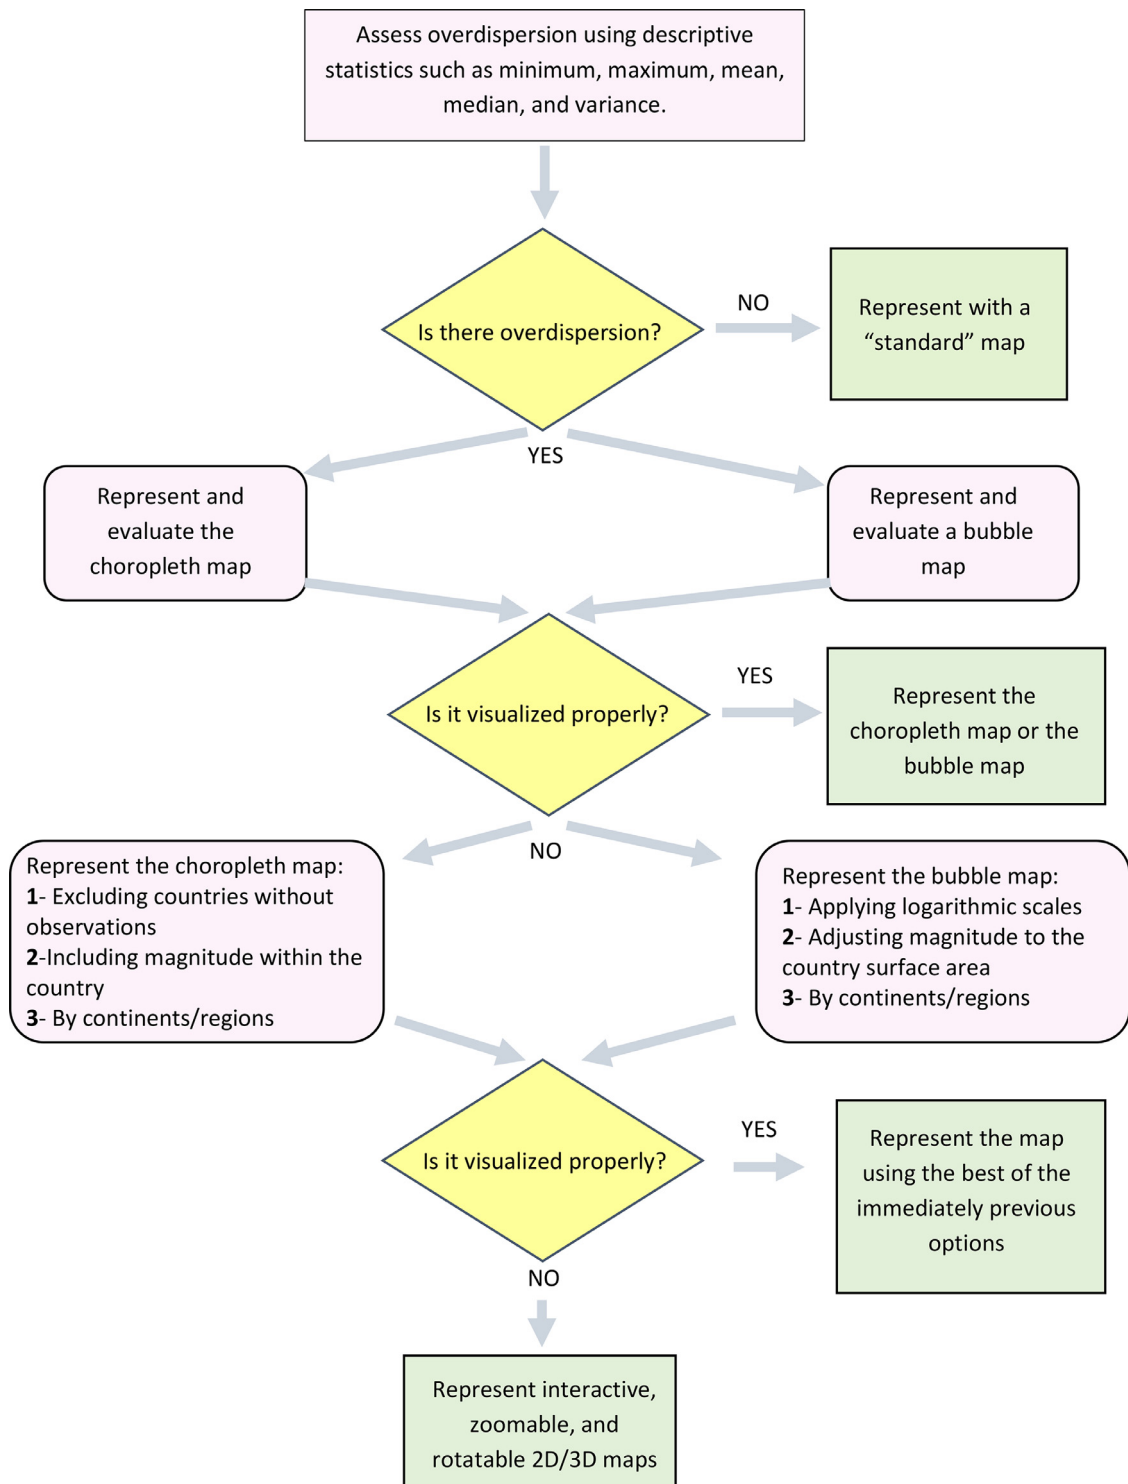 Assess overdispersion using descriptive
statistics such as minimum, maximum, mean,
median, and variance.
Is there overdispersion?
NO
Represent with a
“standard” map
YES
Represent and
evaluate the
choropleth map
Represent and
evaluate a bubble
map
Is it visualized properly?
YES
Represent the
choropleth map or the
bubble map
NO
Represent the choropleth map:
1- Excluding countries without
observations
2-Including magnitude within the
country
3- By continents/regions
Represent the bubble map:
1- Applying logarithmic scales
2- Adjusting magnitude to the
country surface area
3- By continents/regions
Is it visualized properly?
YES
Represent the map
using the best of the
immediately previous
options
NO
Represent interactive,
zoomable, and
rotatable 2D/3D maps